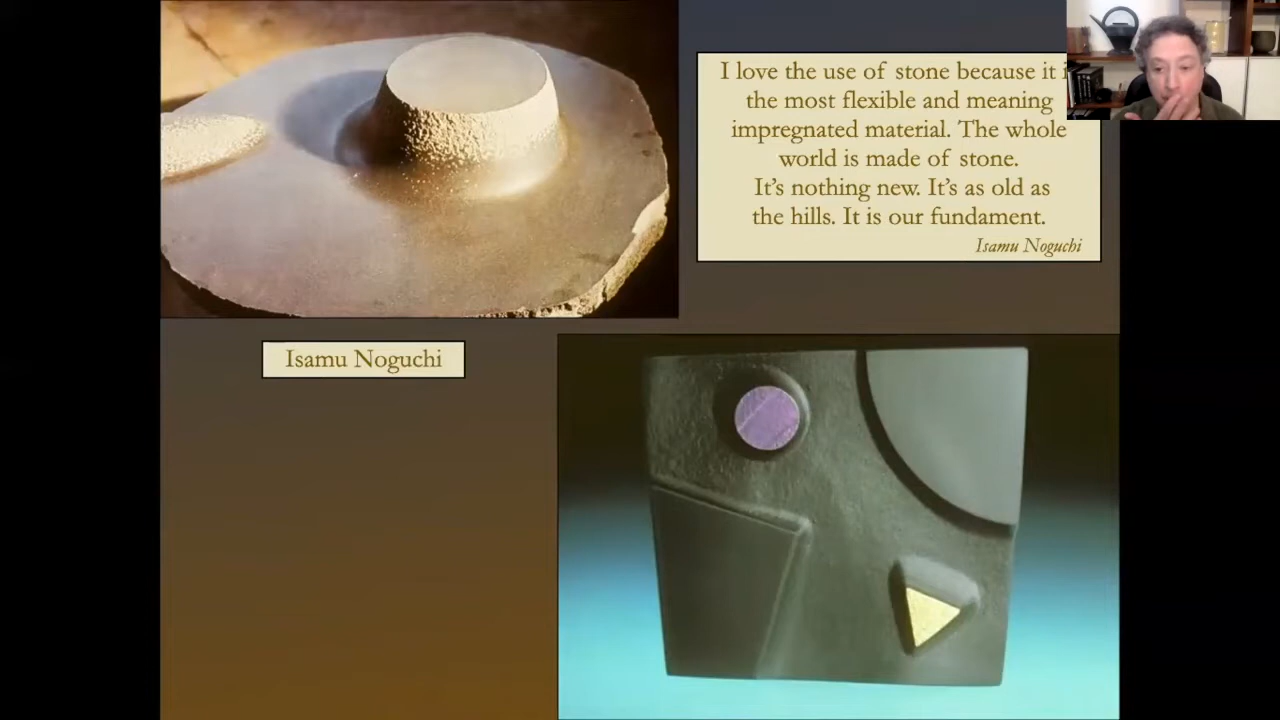 I love the use of stone because it i
the most flexible and meaning
impregnated material. The whole
world is made of stone.
It's nothing new. It's as old as
the hills. It is our fundament.
Isamu Noguchi
Isamu Noguchi